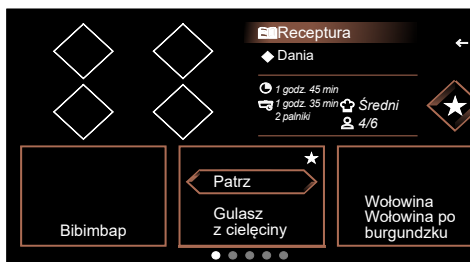 Receptura
Dania
1 godz. 45 min
1 godz. 35 min
2 palniki
Średni
4/6
Bibimbap
Patrz
Gulasz
z cielęciny
Wołowina
Wołowina po
burgundzku